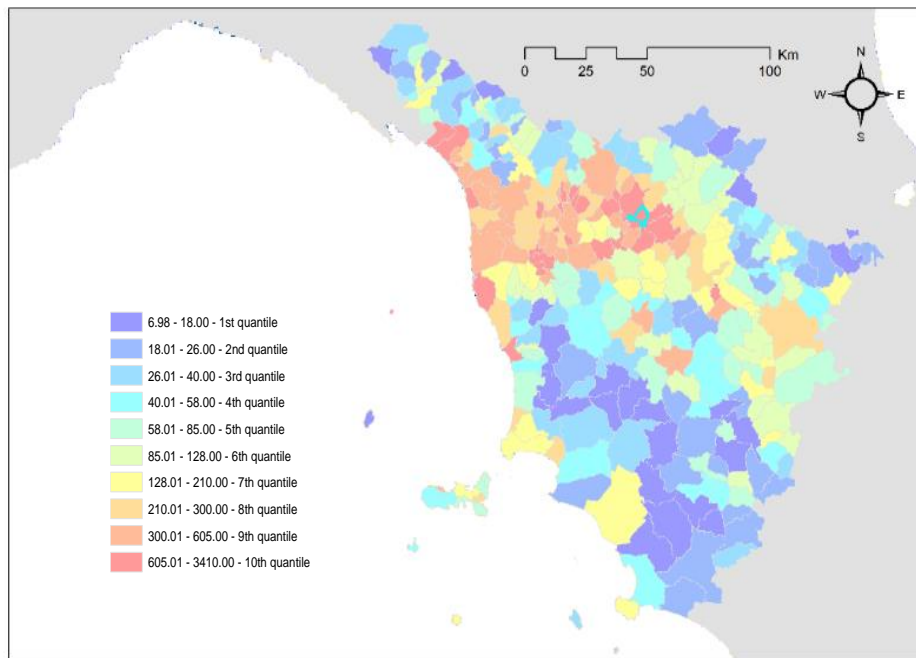 N
W E
S
Km
0 25 50 100
6.98 - 18.00 - 1st quantile
18.01 - 26.00 - 2nd quantile
26.01 - 40.00 - 3rd quantile
40.01 - 58.00 - 4th quantile
58.01 - 85.00 - 5th quantile
85.01 - 128.00 - 6th quantile
128.01 - 210.00 - 7th quantile
210.01 - 300.00 - 8th quantile
300.01 - 605.00 - 9th quantile
605.01 - 3410.00 - 10th quantile